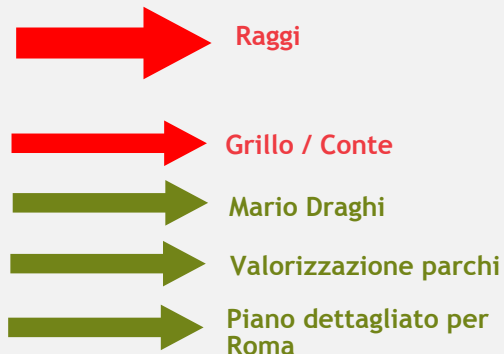 Raggi
Grillo / Conte
Mario Draghi
Valorizzazione parchi
Piano dettagliato per
Roma